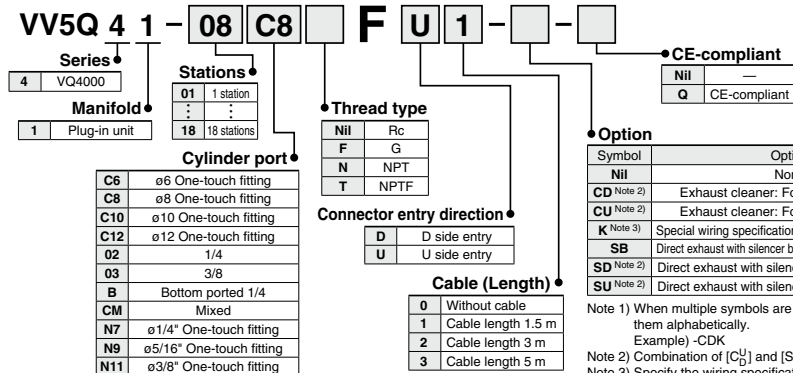 VV5Q 4 1 - 08 C8 F U 1 - -
Series
4 VQ4000
Manifold
1 Plug-in unit
Stations
01 1 station
⋮ ⋮
18 18 stations
Cylinder port
C6 ø6 One-touch fitting
C8 ø8 One-touch fitting
C10 ø10 One-touch fitting
C12 ø12 One-touch fitting
02 1/4
03 3/8
B Bottom ported 1/4
CM Mixed
N7 ø1/4" One-touch fitting
N9 ø5/16" One-touch fitting
N11 ø3/8" One-touch fitting
Thread type
Nil Rc
F G
N NPT
T NPTF
Connector entry direction
D D side entry
U U side entry
Cable (Length)
0 Without cable
1 Cable length 1.5 m
2 Cable length 3 m
3 Cable length 5 m
CE-compliant
Nil —
Q CE-compliant
Option
Symbol Opti
Nil Nor
CD Note 2) Exhaust cleaner: Fo
CU Note 2) Exhaust cleaner: Fo
K Note 3) Special wiring specification
SB Direct exhaust with silencer b
SD Note 2) Direct exhaust with silenc
SU Note 2) Direct exhaust with silenc
Note 1) When multiple symbols are
them alphabetically.
Example) -CDK
Note 2) Combination of [C U D] and [S
Note 3) Specify the wiring specificat